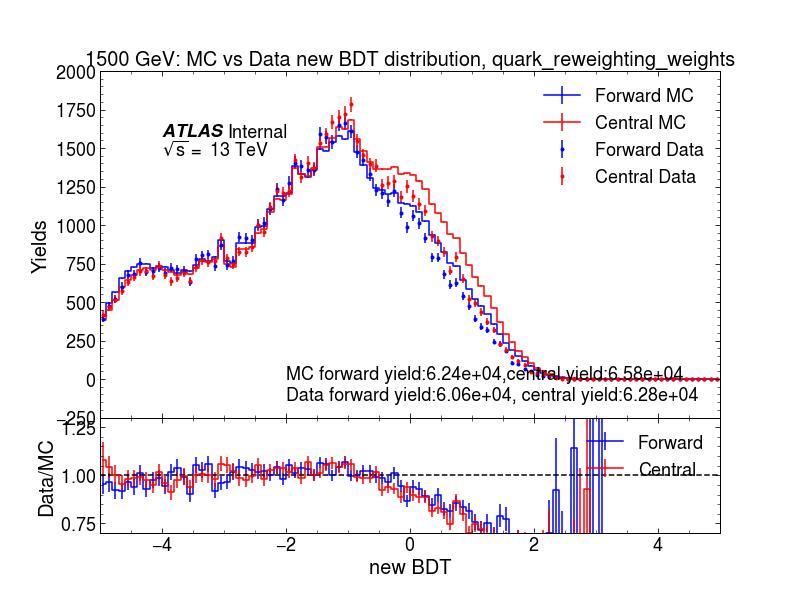 1500 GeV: MC vs Data new BDT distribution, quark_reweighting_weights
2000
1750
1500
1250
1000
750
500
250
0
−250
Yields
ATLAS Internal
√s = 13 TeV
Forward MC
Central MC
Forward Data
Central Data
MC forward yield:6.24e+04,central yield:6.58e+04
Data forward yield:6.06e+04, central yield:6.28e+04
1.25
1.00
0.75
Data/MC
Forward
Central
−4
−2
0
2
4
new BDT